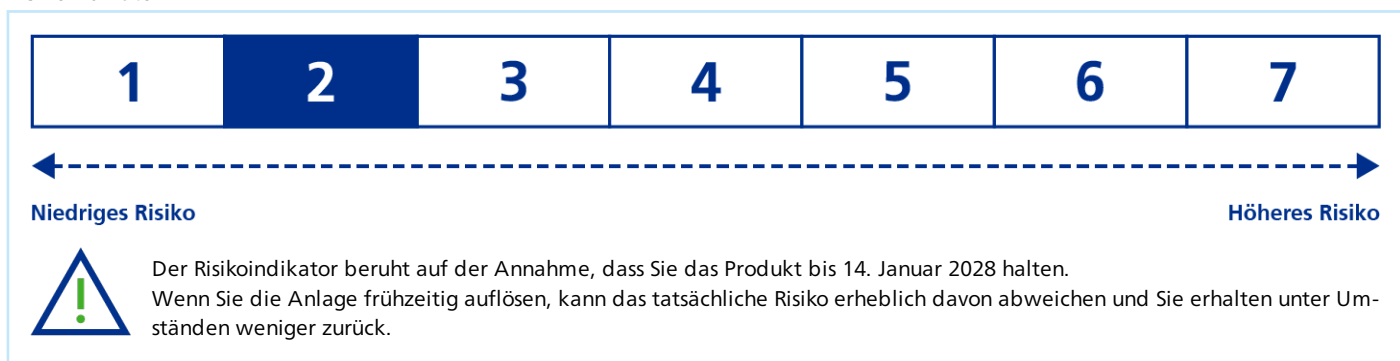 1 2 3 4 5 6 7
Niedriges Risiko Höheres Risiko
Der Risikoindikator beruht auf der Annahme, dass Sie das Produkt bis 14. Januar 2028 halten.
Wenn Sie die Anlage frühzeitig auflösen, kann das tatsächliche Risiko erheblich davon abweichen und Sie erhalten unter Um-
ständen weniger zurück.